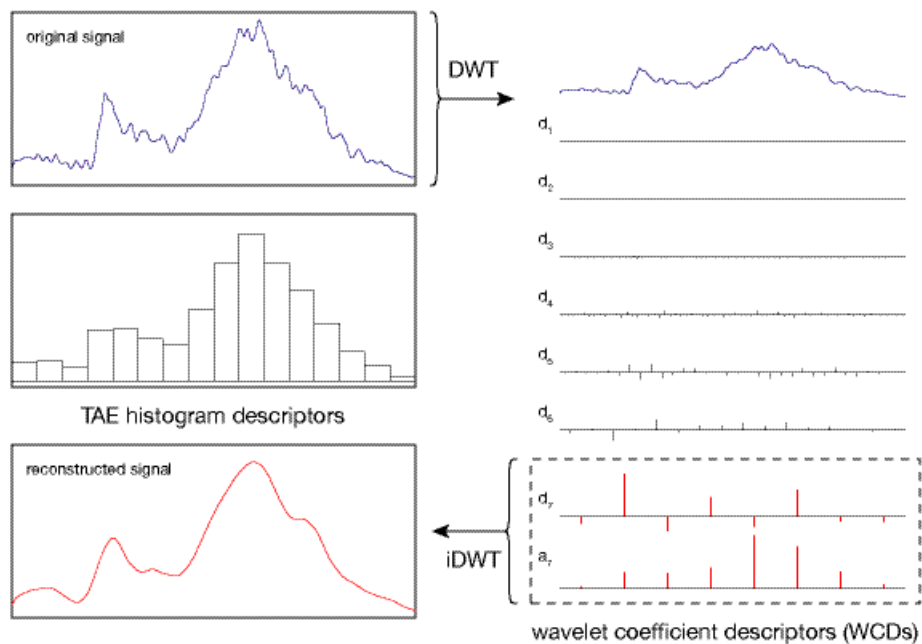 original signal
DWT
d1
d2
d3
d4
d5
d6
TAE histogram descriptors
reconstructed signal
iDWT
d7
a7
wavelet coefficient descriptors (WCDs)